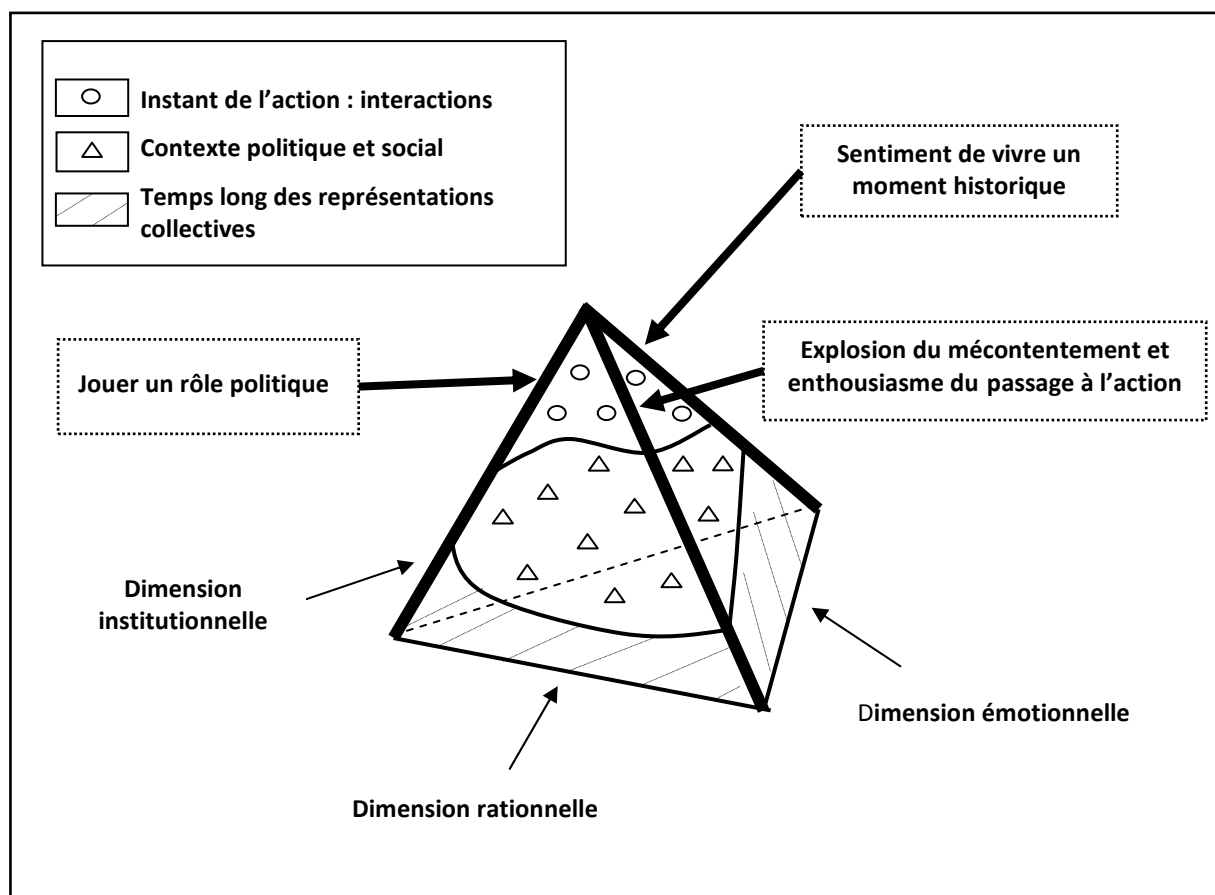 Instant de l’action : interactions
Contexte politique et social
Temps long des représentations
collectives
Sentiment de vivre un
moment historique
Jouer un rôle politique
Explosion du mécontentement et
enthousiasme du passage à l’action
Dimension
institutionnelle
Dimension émotionnelle
Dimension rationnelle